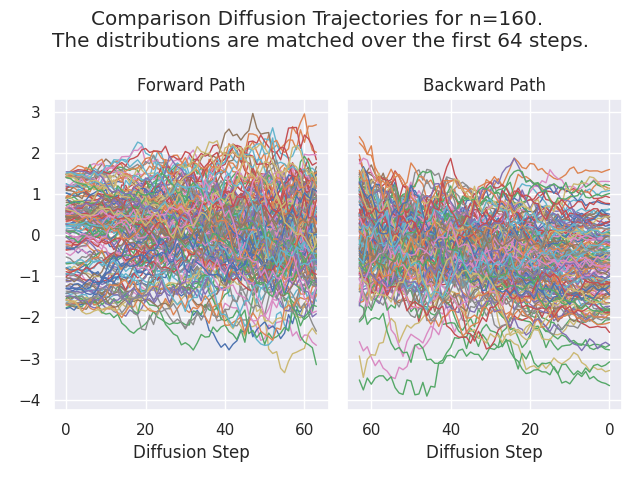 Comparison Diffusion Trajectories for n=160.
The distributions are matched over the first 64 steps.
Forward Path
Backward Path
3
2
1
0
−1
−2
−3
−4
0 20 40 60
60 40 20 0
Diffusion Step
Diffusion Step